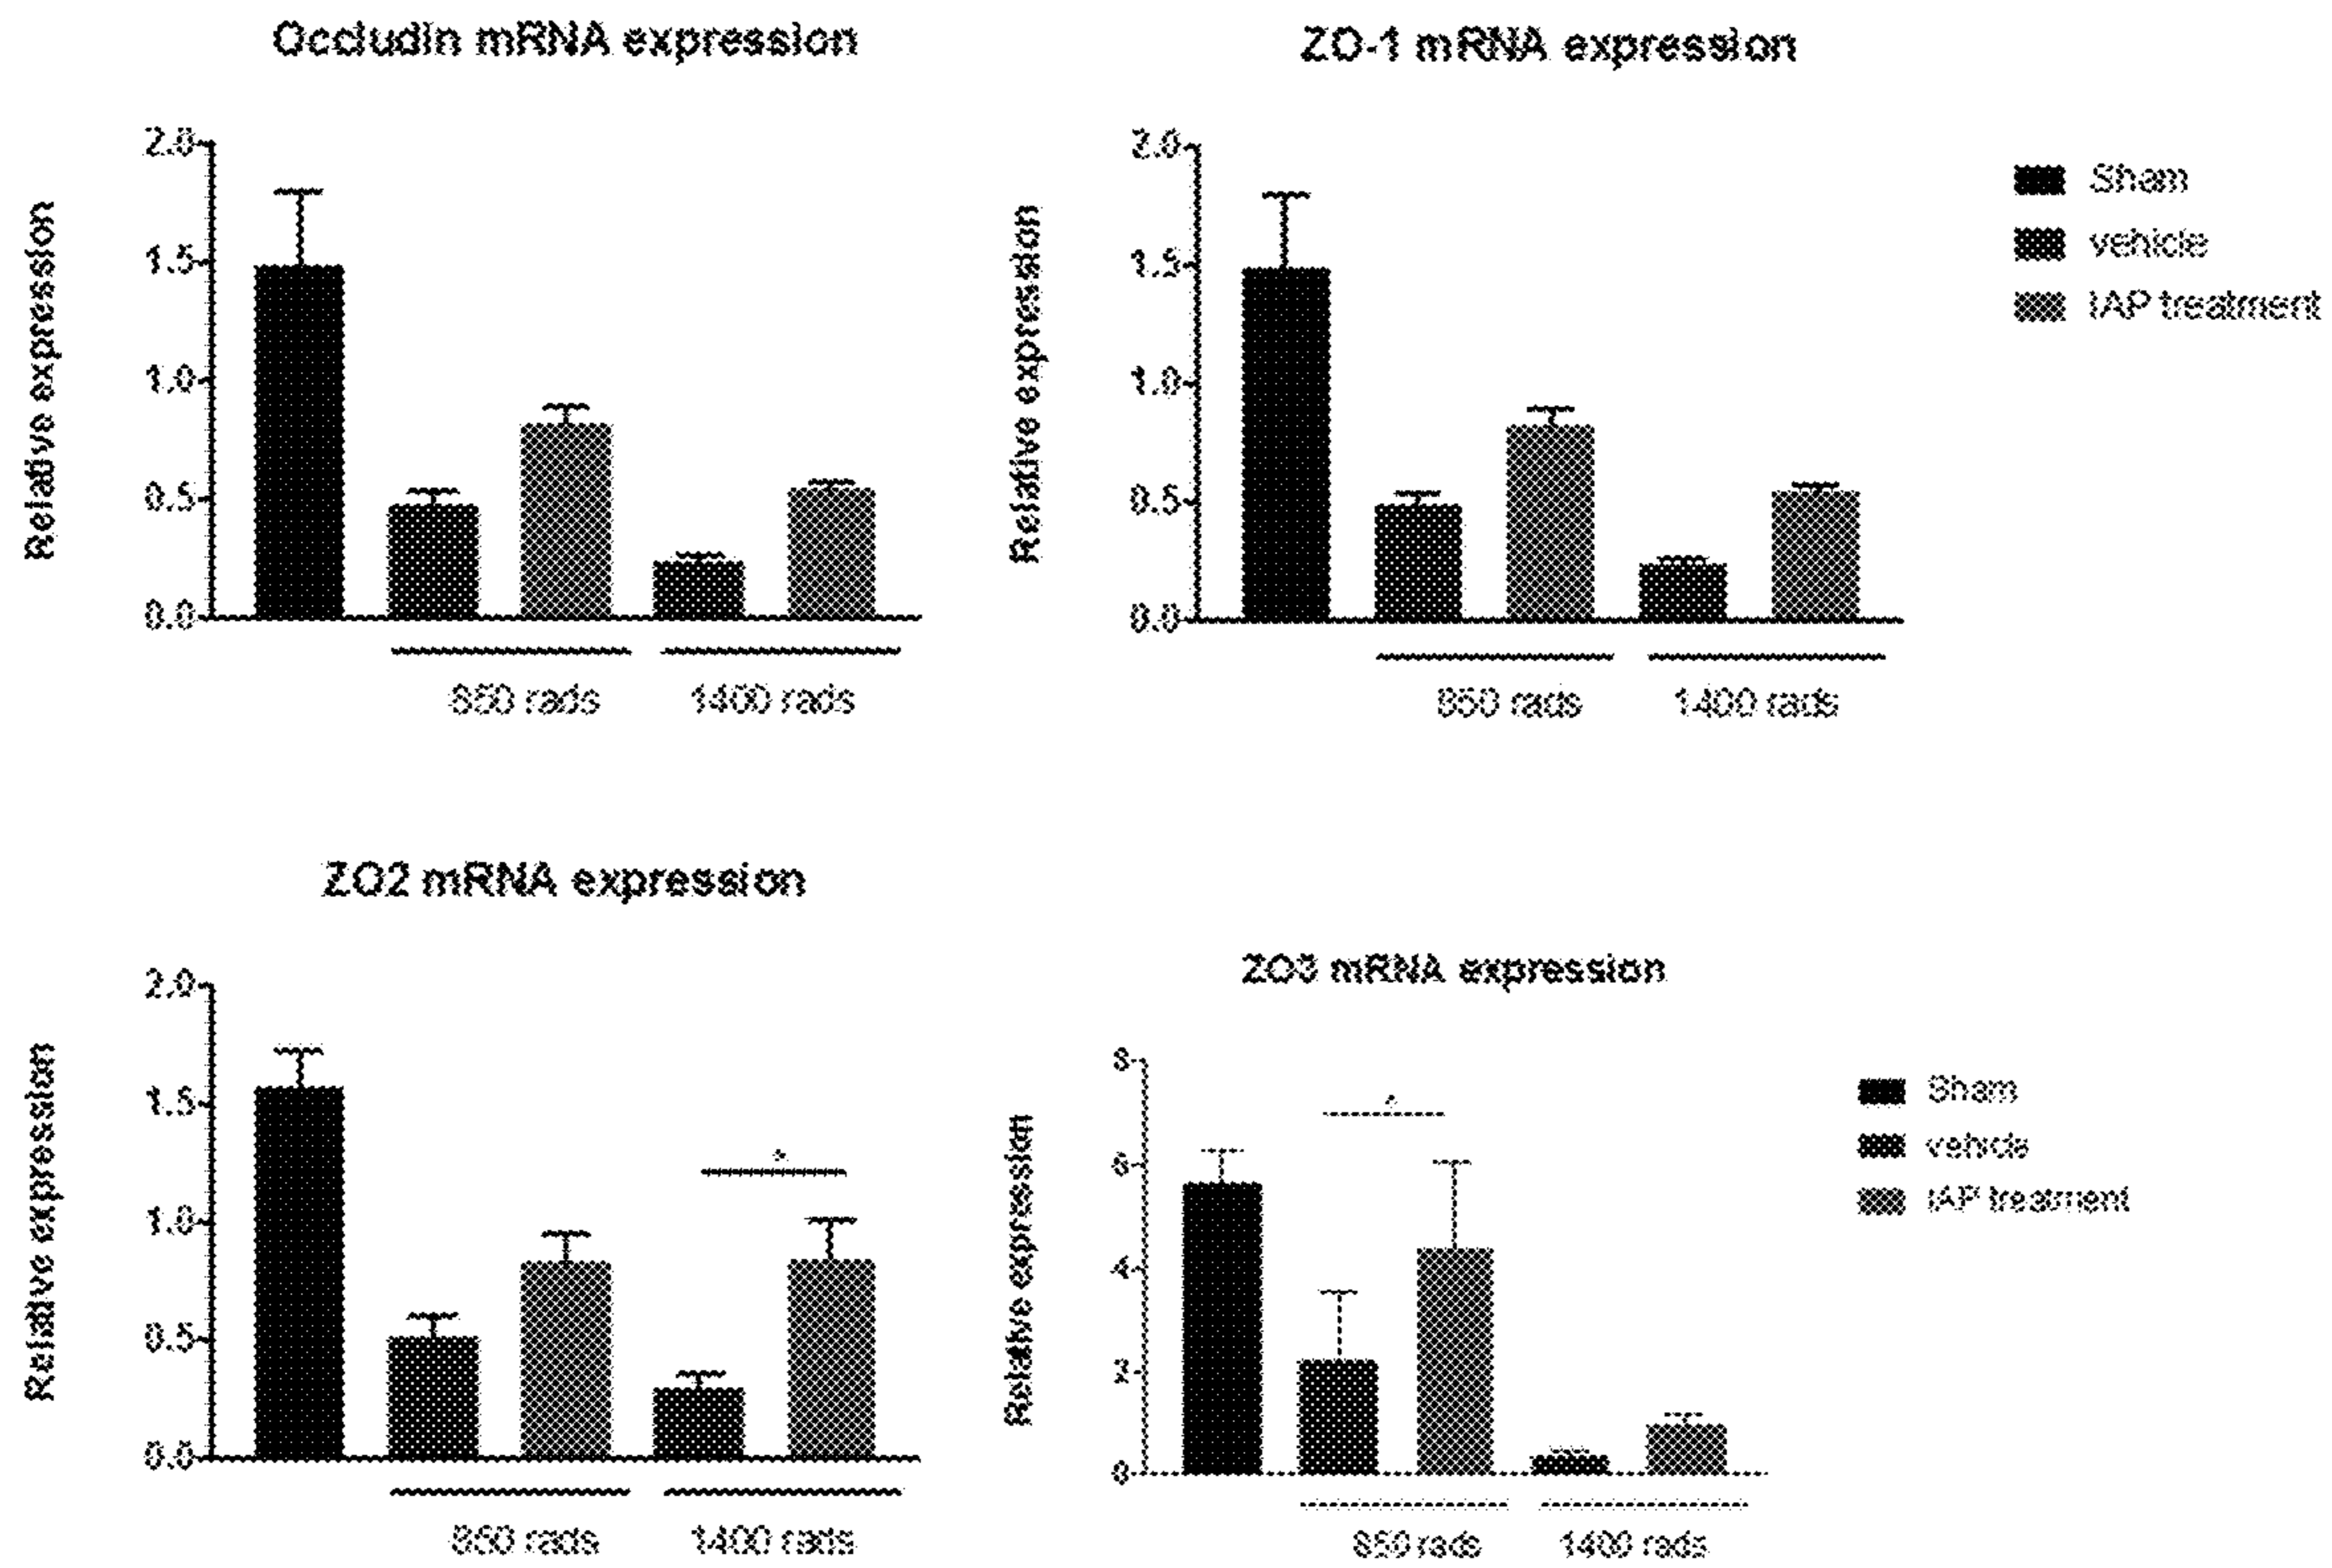 Occludin mRNA expression
Relative expression
2.0
1.5
1.0
0.5
0.0
850 rads 1400 rads
ZO-1 mRNA expression
Relative expression
2.0
1.5
1.0
0.5
0.0
850 rads 1400 rads
Sham
vehicle
IAP treatment
ZO2 mRNA expression
Relative expression
2.0
1.5
1.0
0.5
0.0
*
850 rads 1400 rads
ZO3 mRNA expression
Relative expression
8
6
4
2
0
*
850 rads 1400 rads
Sham
vehicle
IAP treatment